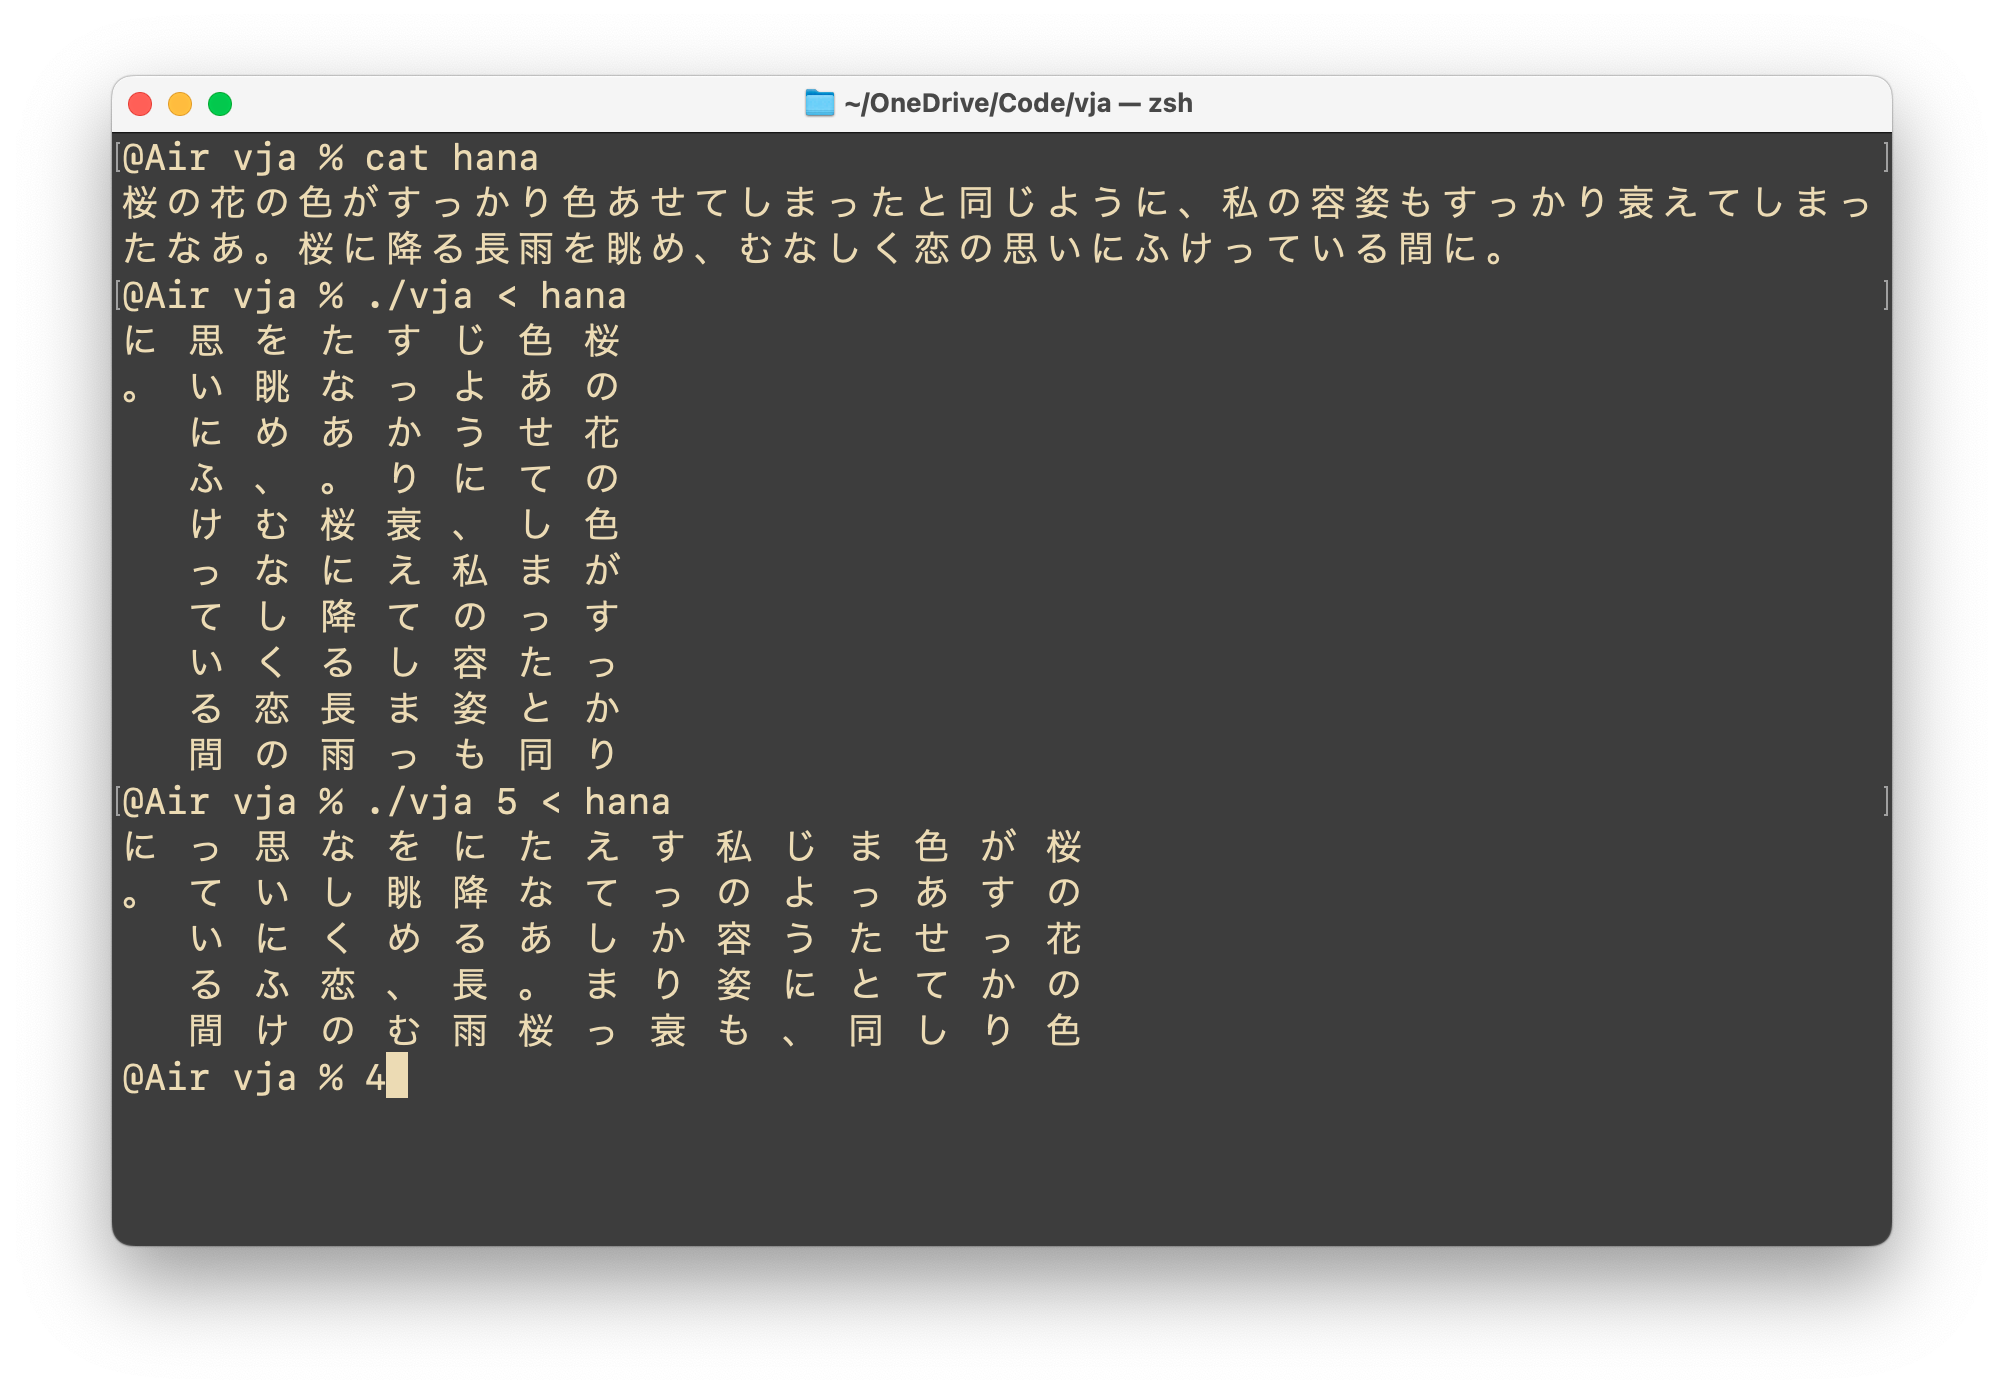 ~/OneDrive/Code/vja — zsh
[@Air vja % cat hana ]
桜の花の色がすっかり色あせてしまったと同じように、私の容姿もすっかり衰えてしまっ
たなあ。桜に降る長雨を眺め、むなしく恋の思いにふけっている間に。
[@Air vja % ./vja < hana ]
に 思 を た す じ 色 桜
。 い 眺 な っ よ あ の
に め あ か う せ 花
ふ 、 。 り に て の
け む 桜 衰 、 し 色
っ な に え 私 ま が
て し 降 て の っ す
い く る し 容 た っ
る 恋 長 ま 姿 と か
間 の 雨 っ も 同 り
[@Air vja % ./vja 5 < hana ]
に っ 思 な を に た え す 私 じ ま 色 が 桜
。 て い し 眺 降 な て っ の よ っ あ す の
い に く め る あ し か 容 う た せ っ 花
る ふ 恋 、 長 。 ま り 姿 に と て か の
間 け の む 雨 桜 っ 衰 も 、 同 し り 色
@Air vja % 4